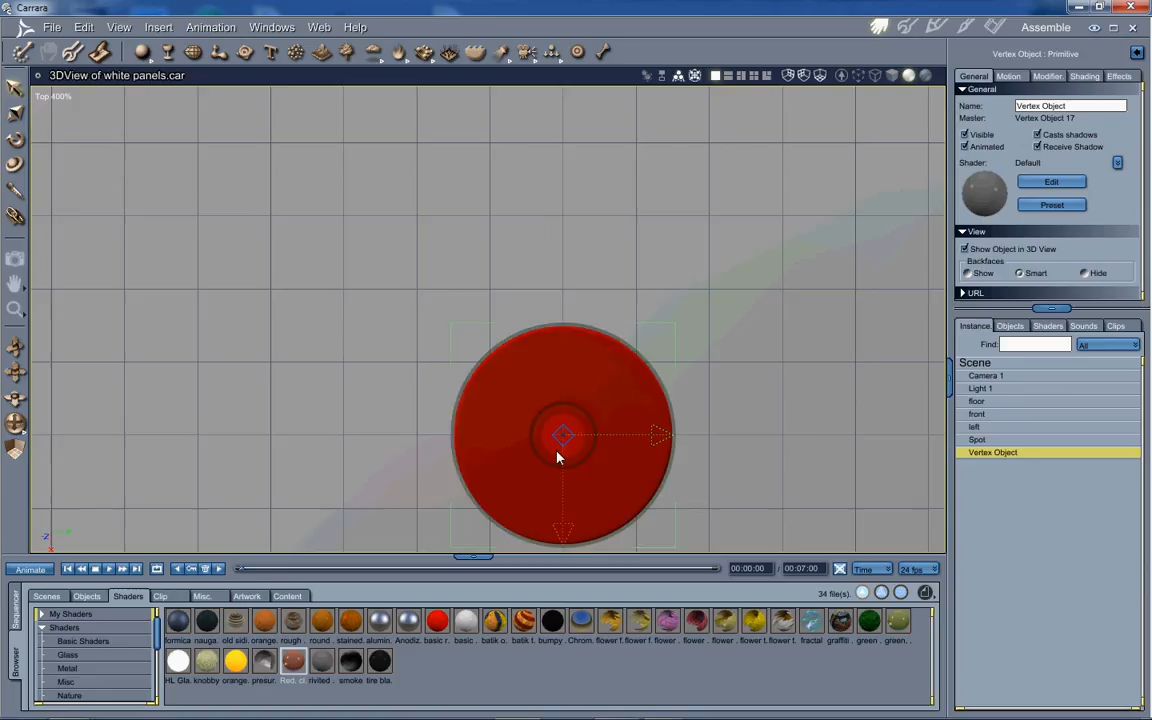 Carrara
File Edit View Insert Animation Windows Web Help
Assemble
3DView of white panels.car
Top 400%
Vertex Object : Primitive
General Motion Modifier. Shading Effects
General
Name: Vertex Object
Master: Vertex Object 17
Visible Casts shadows
Animated Receive Shadow
Shader: Default
Edit
Preset
View
Show Object in 3D View
Backfaces
Show Smart Hide
URL
Instance. Objects Shaders Sounds Clips
Find: All
Scene
Camera 1
Light 1
floor
front
left
Spot
Vertex Object
Animate 00:00:00 / 00:07:00 Time 24 fps
Scenes Objects Shaders Clip Misc. Artwork Content 34 file(s).
Sequencer
Browser
My Shaders
Shaders
Basic Shaders
Glass
Metal
Misc
Nature
formica nauga. old sidi. orange. rough . round . stained. alumin. Anodiz. basic r. basic . batik o. batik t. bumpy. Chrom. flower f. flower f. flower f. flower f. flower t. flower t. fractal graffiti . green . green,
HL Gla. knobby orange. presur. Red. cl. rivited . smoke tire bla.